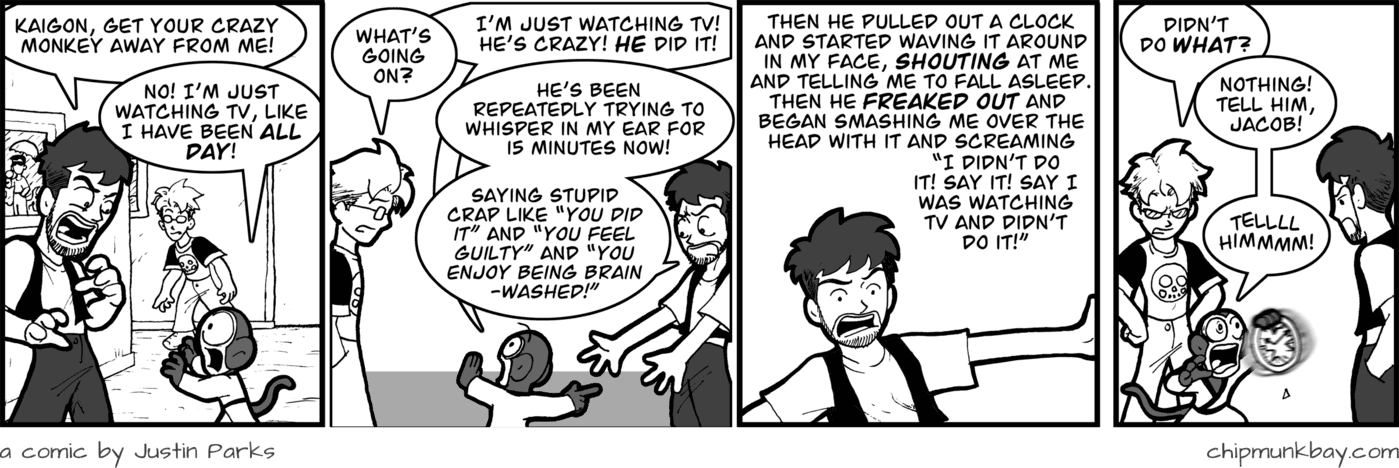 KAIGON, GET YOUR CRAZY
MONKEY AWAY FROM ME!
NO! I'M JUST
WATCHING TV, LIKE
I HAVE BEEN ALL
DAY!
WHAT'S
GOING
ON?
I'M JUST WATCHING TV!
HE'S CRAZY! HE DID IT!
HE'S BEEN
REPEATEDLY TRYING TO
WHISPER IN MY EAR FOR
15 MINUTES NOW!
SAYING STUPID
CRAP LIKE "YOU DID
IT" AND "YOU FEEL
GUILTY" AND "YOU
ENJOY BEING BRAIN
-WASHED!"
THEN HE PULLED OUT A CLOCK
AND STARTED WAVING IT AROUND
IN MY FACE, SHOUTING AT ME
AND TELLING ME TO FALL ASLEEP.
THEN HE FREAKED OUT AND
BEGAN SMASHING ME OVER THE
HEAD WITH IT AND SCREAMING
"I DIDN'T DO
IT! SAY IT! SAY I
WAS WATCHING
TV AND DIDN'T
DO IT!"
DIDN'T
DO WHAT?
NOTHING!
TELL HIM,
JACOB!
TELLLL
HIMMMM!
a comic by Justin Parks
chipmunkbay.com